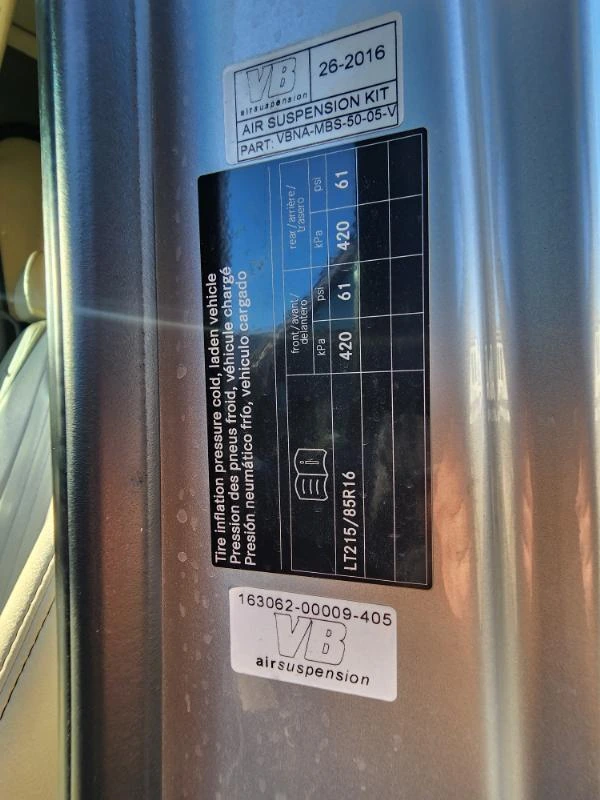 VB
airsuspension
26-2016
AIR SUSPENSION KIT
PART: VBNA-MBS-50-05-V
Tire inflation pressure cold, laden vehicle
Pression des pneus froid, véhicule chargé
Presión neumático frío, vehiculo cargado
front/avant/
delantero
rear/arrière/
trasero
kPa psi kPa psi
LT215/85R16 420 61 420 61
163062-00009-405
VB
airsuspension